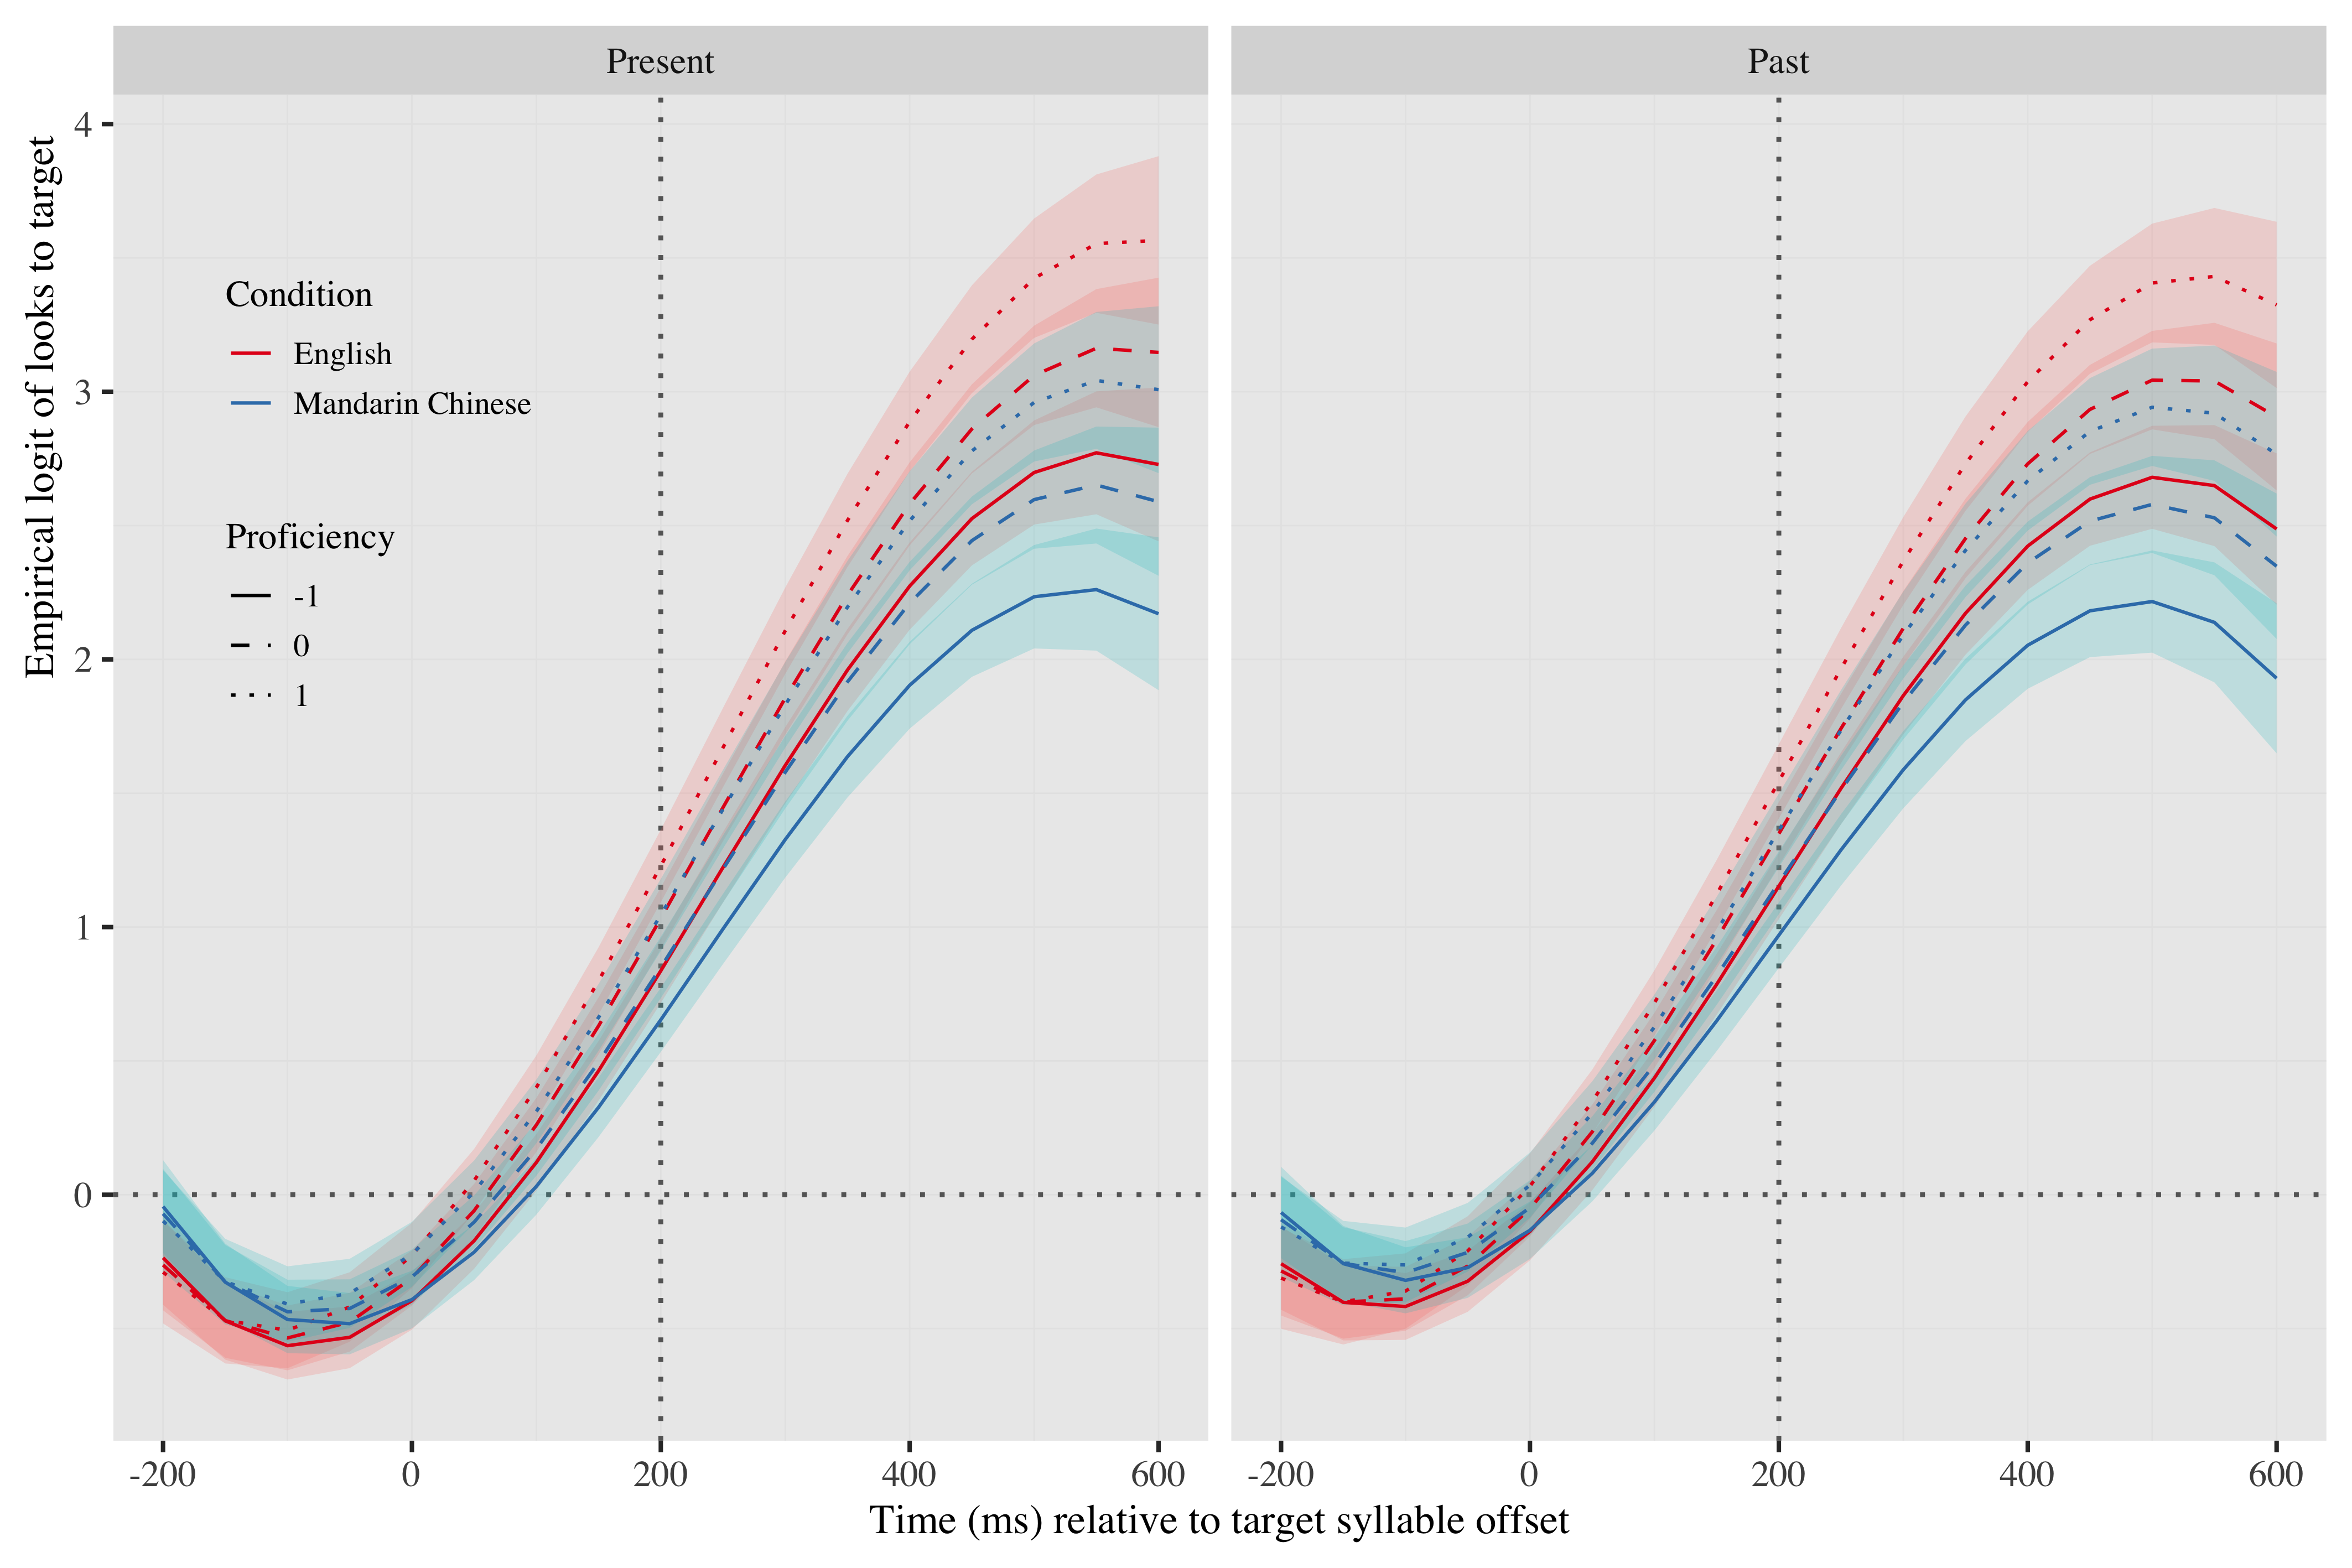 Present
Past
Empirical logit of looks to target
4
3
2
1
0
Condition
English
Mandarin Chinese
Proficiency
-1
0
1
-200
0
200
400
600
-200
0
200
400
600
Time (ms) relative to target syllable offset